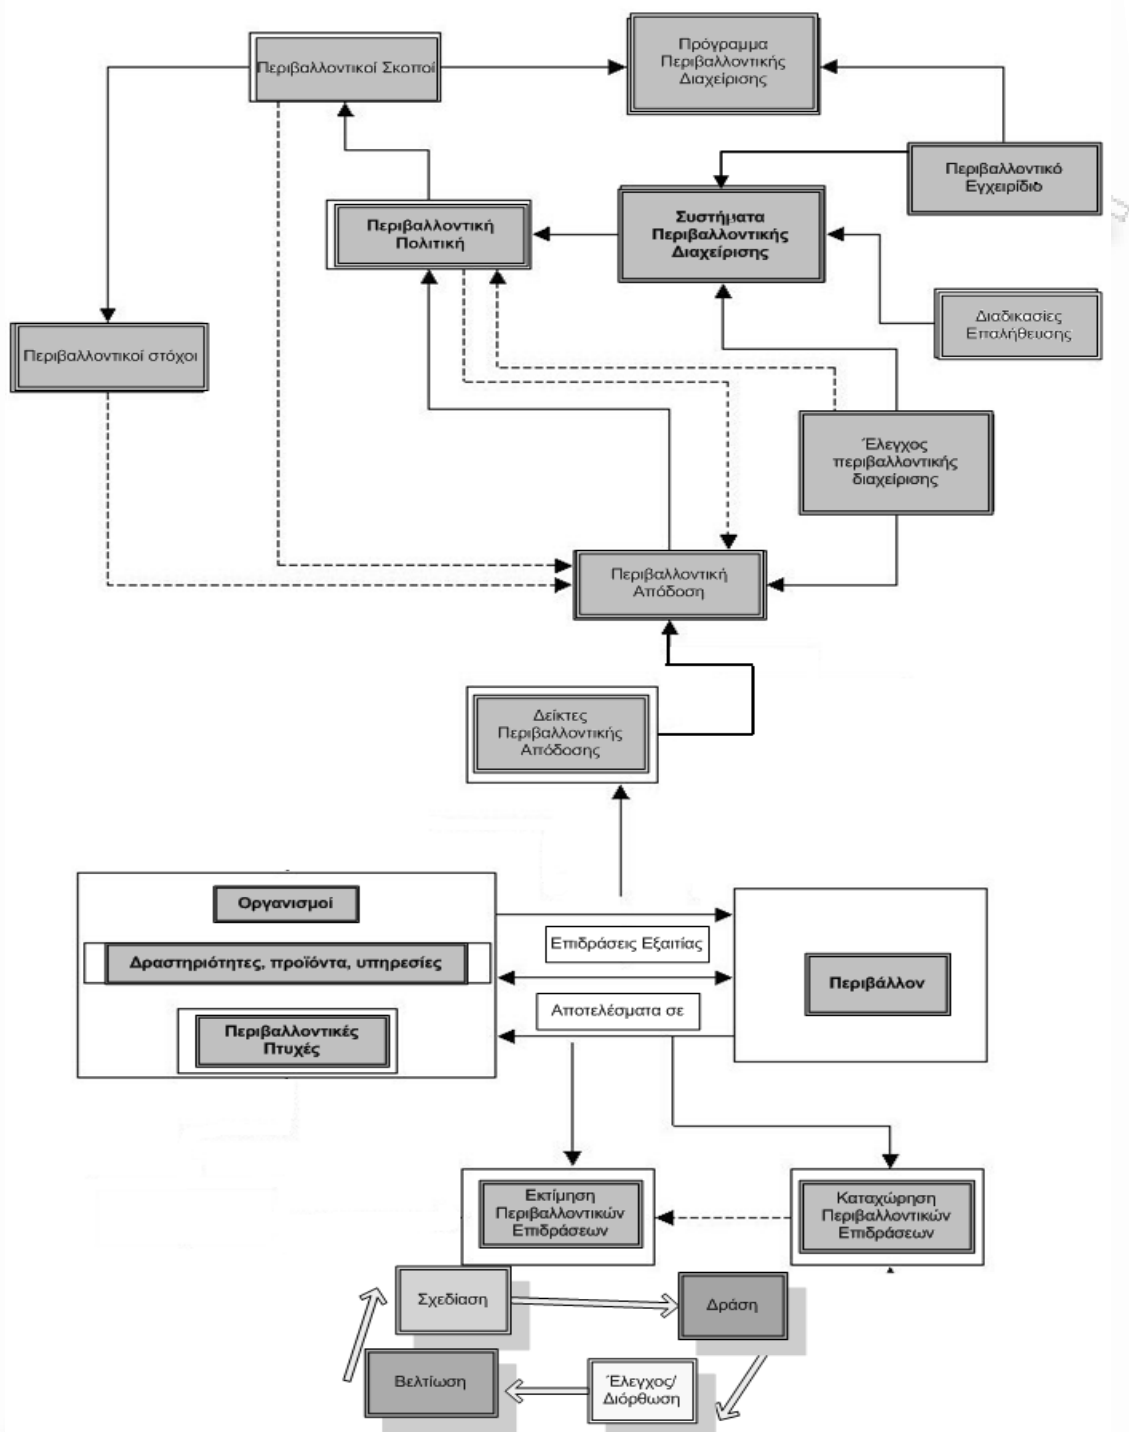 Περιβαλλοντικοί Σκοποί
Πρόγραμμα
Περιβαλλοντικής
Διαχείρισης
Περιβαλλοντικό
Εγχειρίδιο
Περιβαλλοντική
Πολιτική
Συστήματα
Περιβαλλοντικής
Διαχείρισης
Διαδικασίες
Επαλήθευσης
Περιβαλλοντικοί στόχοι
Έλεγχος
περιβαλλοντικής
διαχείρισης
Περιβαλλοντική
Απόδοση
Δείκτες
Περιβαλλοντικής
Απόδοσης
Οργανισμοί
Δραστηριότητες, προϊόντα, υπηρεσίες
Περιβαλλοντικές
Πτυχές
Επιδράσεις Εξαιτίας
Αποτελέσματα σε
Περιβάλλον
Εκτίμηση
Περιβαλλοντικών
Επιδράσεων
Καταχώρηση
Περιβαλλοντικών
Επιδράσεων
Σχεδίαση
Δράση
Βελτίωση
Έλεγχος/
Διόρθωση